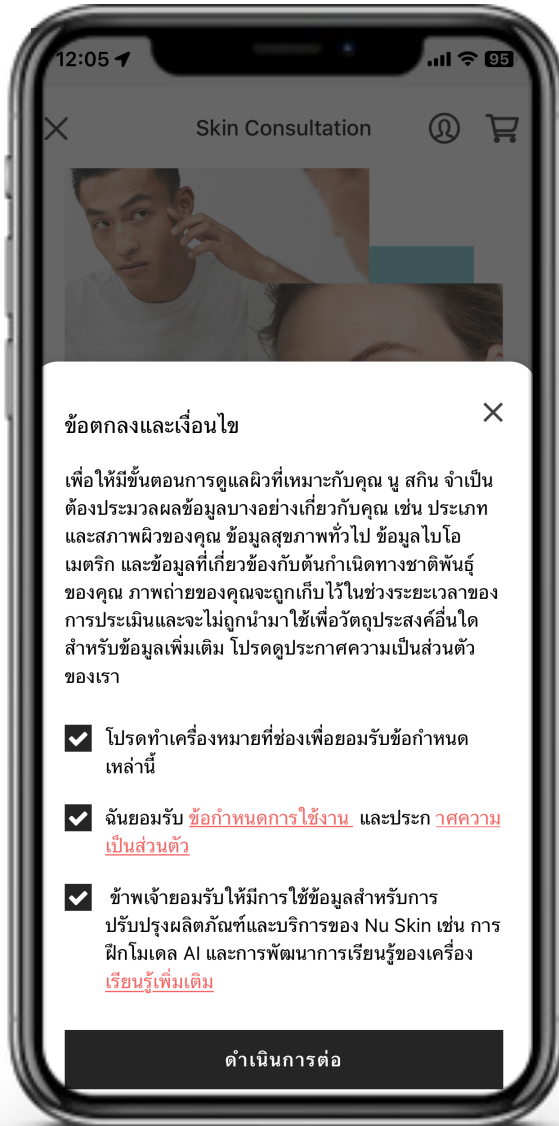 12:05
95
Skin Consultation
ข้อตกลงและเงื่อนไข
เพื่อให้มีขั้นตอนการดูแลผิวที่เหมาะกับคุณ นู สกิน จำเป็น
ต้องประมวลผลข้อมูลบางอย่างเกี่ยวกับคุณ เช่น ประเภท
และสภาพผิวของคุณ ข้อมูลสุขภาพทั่วไป ข้อมูลไบโอ
เมตริก และข้อมูลที่เกี่ยวข้องกับต้นกำเนิดทางชาติพันธุ์
ของคุณ ภาพถ่ายของคุณจะถูกเก็บไว้ในช่วงระยะเวลาของ
การประเมินและจะไม่ถูกนำมาใช้เพื่อวัตถุประสงค์อื่นใด
สำหรับข้อมูลเพิ่มเติม โปรดดูประกาศความเป็นส่วนตัว
ของเรา
โปรดทำเครื่องหมายที่ช่องเพื่อยอมรับข้อกำหนด
เหล่านี้
ฉันยอมรับ ข้อกำหนดการใช้งาน และประก าศความ
เป็นส่วนตัว
ข้าพเจ้ายอมรับให้มีการใช้ข้อมูลสำหรับการ
ปรับปรุงผลิตภัณฑ์และบริการของ Nu Skin เช่น การ
ฝึกโมเดล AI และการพัฒนาการเรียนรู้ของเครื่อง
เรียนรู้เพิ่มเติม
ดำเนินการต่อ